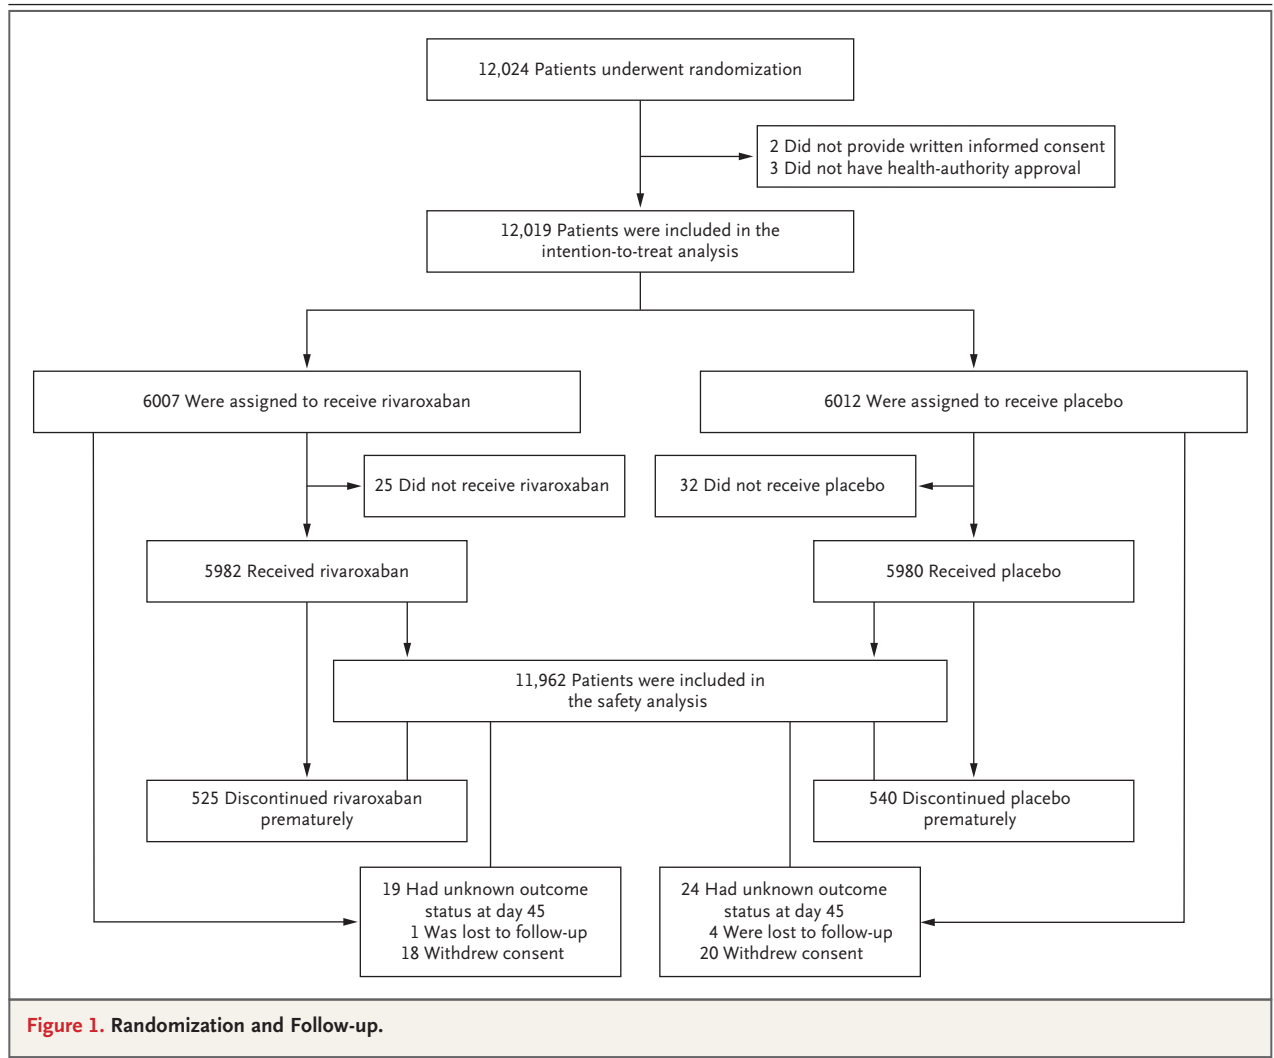 12,024 Patients underwent randomization
2 Did not provide written informed consent
3 Did not have health-authority approval
12,019 Patients were included in the
intention-to-treat analysis
6007 Were assigned to receive rivaroxaban
6012 Were assigned to receive placebo
25 Did not receive rivaroxaban
32 Did not receive placebo
5982 Received rivaroxaban
5980 Received placebo
11,962 Patients were included in
the safety analysis
525 Discontinued rivaroxaban
prematurely
540 Discontinued placebo
prematurely
19 Had unknown outcome
status at day 45
1 Was lost to follow-up
18 Withdrew consent
24 Had unknown outcome
status at day 45
4 Were lost to follow-up
20 Withdrew consent
Figure 1. Randomization and Follow-up.